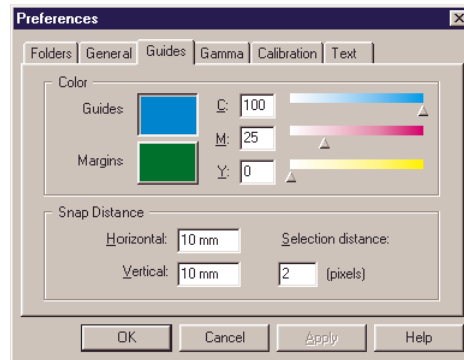 Preferences
Folders General Guides Gamma Calibration Text
Color
Guides C: 100
M: 25
Margins
Y: 0
Snap Distance
Horizontal: 10 mm Selection distance:
Vertical: 10 mm 2 (pixels)
OK Cancel Apply Help